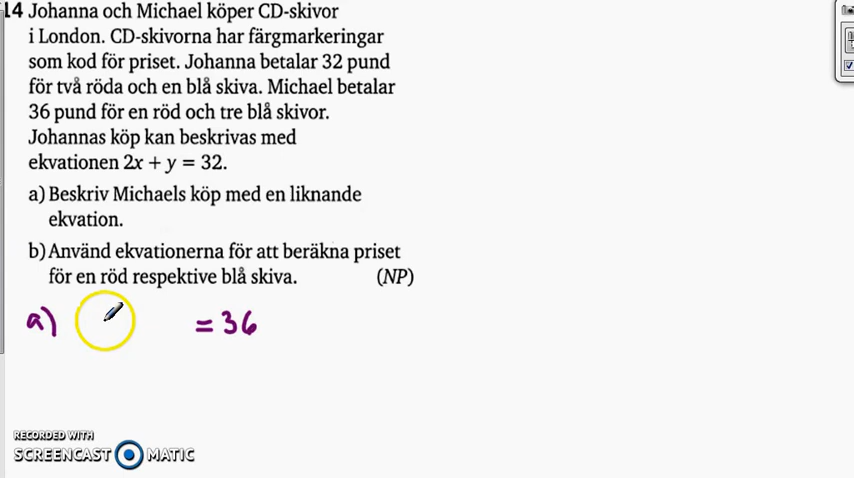 14 Johanna och Michael köper CD-skivor
i London. CD-skivorna har färgmarkeringar
som kod för priset. Johanna betalar 32 pund
för två röda och en blå skiva. Michael betalar
36 pund för en röd och tre blå skivor.
Johannas köp kan beskrivas med
ekvationen 2x + y = 32.
a) Beskriv Michaels köp med en liknande
ekvation.
b) Använd ekvationerna för att beräkna priset
för en röd respektive blå skiva. (NP)
a) = 36
RECORDED WITH
SCREENCAST MATIC